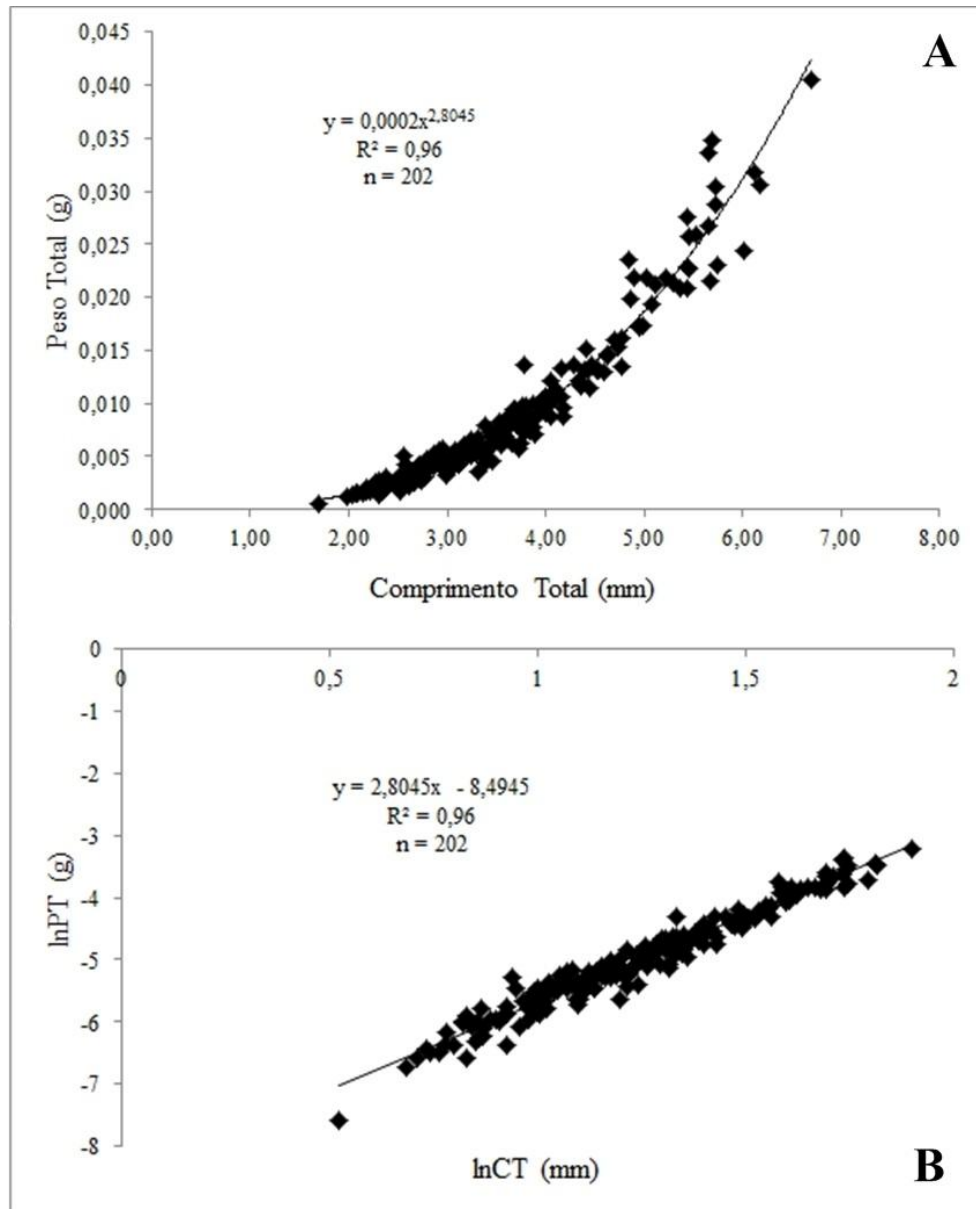 A
0,045
0,040
0,035
0,030
0,025
0,020
0,015
0,010
0,005
0,000
Peso Total (g)
y = 0,0002x^2,8045
R² = 0,96
n = 202
0,00 1,00 2,00 3,00 4,00 5,00 6,00 7,00 8,00
Comprimento Total (mm)
0
0 0,5 1 1,5 2
-1
-2
-3
-4
-5
-6
-7
-8
lnPT (g)
y = 2,8045x - 8,4945
R² = 0,96
n = 202
lnCT (mm)
B